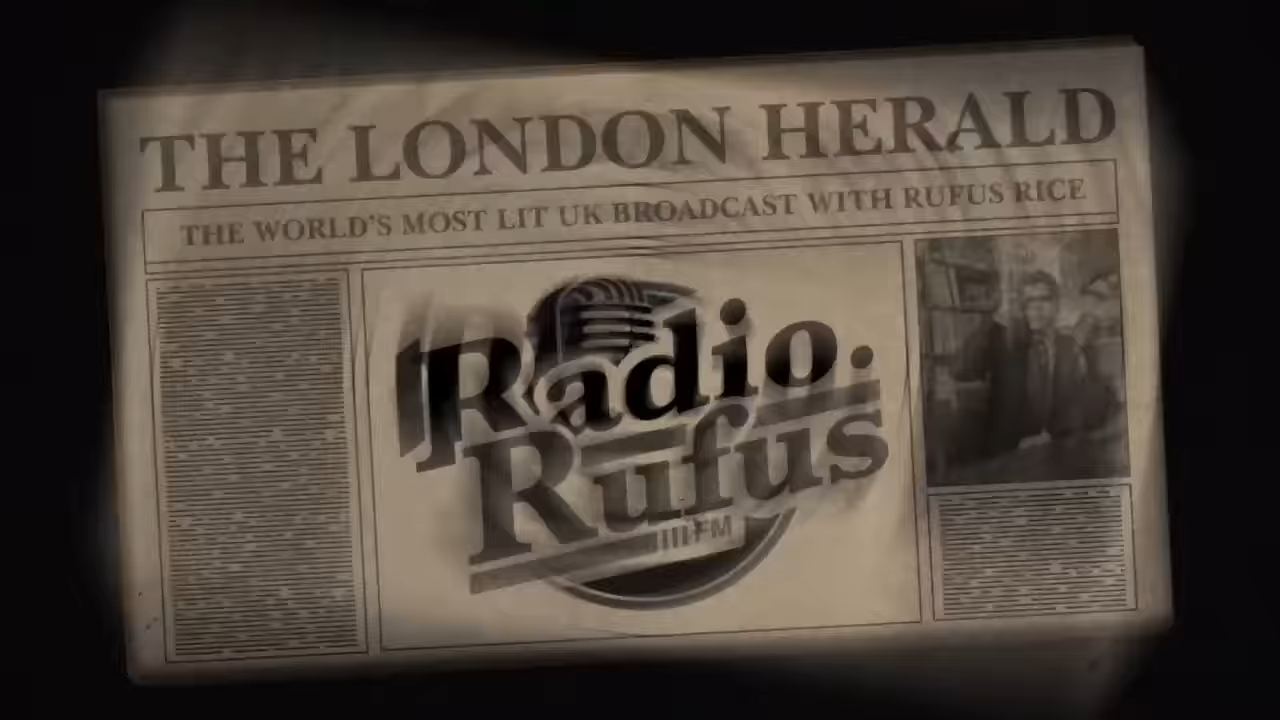 THE LONDON HERALD
THE WORLD'S MOST LIT UK BROADCAST WITH RUFUS RICE
Radio.
Rufus
FM